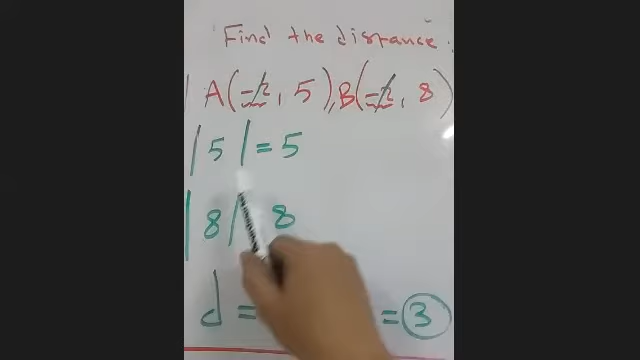 Find the distance:
A(-2, 5), B(-2, 8)
|5| = 5
|8| 8
d = = 3